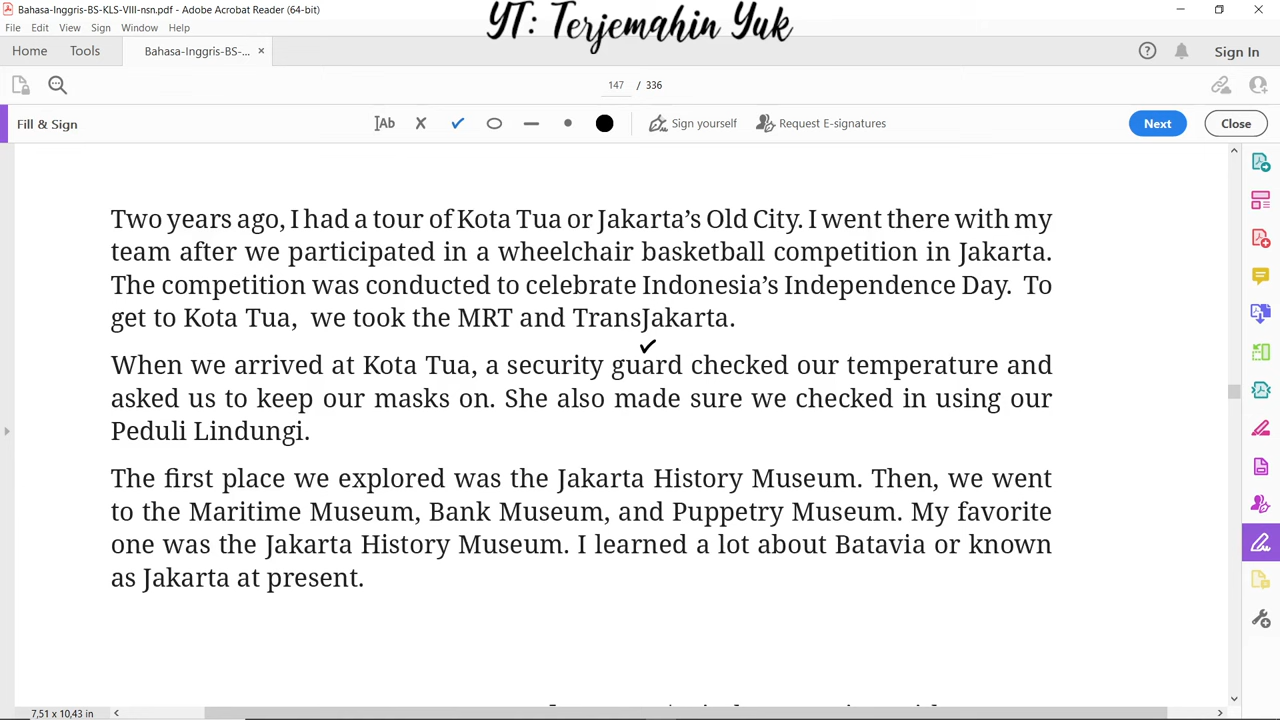 Bahasa-Inggris-BS-KLS-VIII-nsn.pdf - Adobe Acrobat Reader (64-bit)
YT: Terjemahin Yuk
File Edit View Sign Window Help
Home Tools Bahasa-Inggris-BS-... × Sign In
147 / 336
Fill & Sign Ab Sign yourself Request E-signatures Next Close
Two years ago, I had a tour of Kota Tua or Jakarta’s Old City. I went there with my
team after we participated in a wheelchair basketball competition in Jakarta.
The competition was conducted to celebrate Indonesia’s Independence Day. To
get to Kota Tua, we took the MRT and TransJakarta.
When we arrived at Kota Tua, a security guard checked our temperature and
asked us to keep our masks on. She also made sure we checked in using our
Peduli Lindungi.
The first place we explored was the Jakarta History Museum. Then, we went
to the Maritime Museum, Bank Museum, and Puppetry Museum. My favorite
one was the Jakarta History Museum. I learned a lot about Batavia or known
as Jakarta at present.
7,51 x 10,43 in